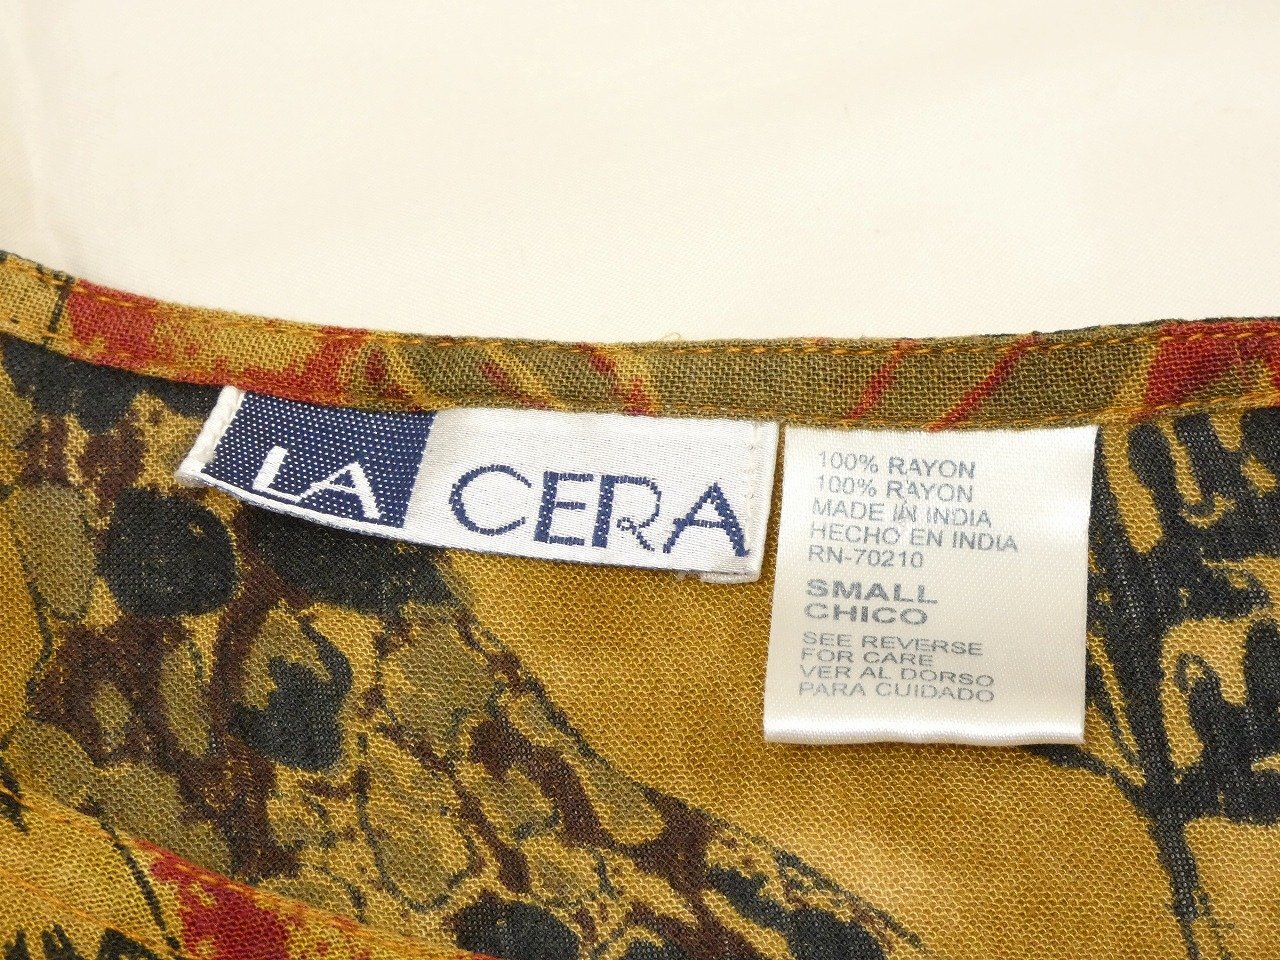 LA CERA
100% RAYON
100% RAYON
MADE IN INDIA
HECHO EN INDIA
RN-70210
SMALL
CHICO
SEE REVERSE
FOR CARE
VER AL DORSO
PARA CUIDADO